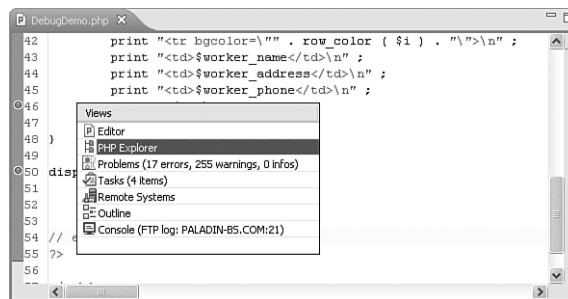 DebugDemo.php
42 print "<tr bgcolor=\"" . row_color ( $i ) . "\">\n" ;
43 print "<td>$worker_name</td>\n" ;
44 print "<td>$worker_address</td>\n" ;
45 print "<td>$worker_phone</td>\n" ;
46
47
48 }
49
50 disp
51
52
53
54 // e
55 ?>
56
Views
Editor
PHP Explorer
Problems (17 errors, 255 warnings, 0 infos)
Tasks (4 items)
Remote Systems
Outline
Console (FTP log: PALADIN-BS.COM:21)